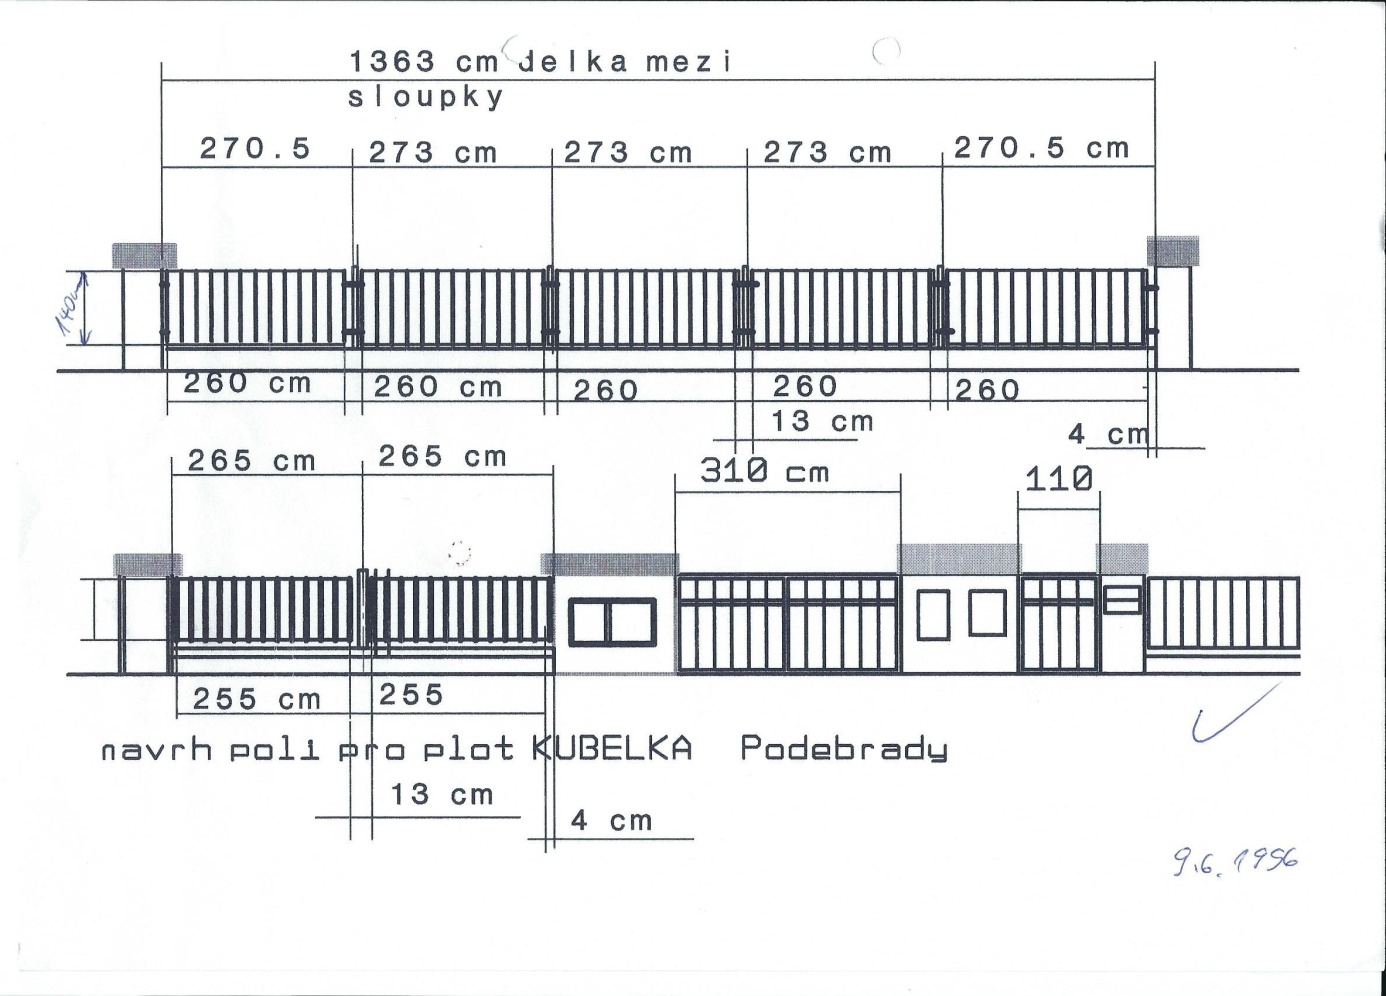 1363 cm delka mezi
sloupky
270.5 273 cm 273 cm 273 cm 270.5 cm
140cm
260 cm 260 cm 260 260 260
13 cm
4 cm
265 cm 265 cm 310 cm 110
255 cm 255
navrh poli pro plot KUBELKA Podebrady
13 cm
4 cm
9.6. 1996